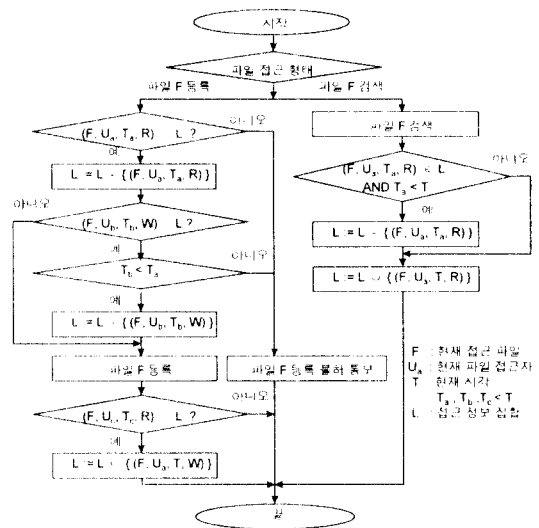 시작
파일 접근 형태
파일 F 등록
파일 F 검색
(F, Ua, Ta, R) L ?
아니오
예
L := L - {(F, Ua, Ta, R)}
(F, Ub, Tb, W) L ?
아니오
예
Tb < Ta
아니오
예
L := L - {(F, Ub, Tb, W)}
파일 F 등록
(F, Uc, Tc, R) L ?
아니오
예
L := L {(F, Ua, T, W)}
파일 F 등록 불허 통보
파일 F 검색
(F, Ua, Ta, R) L
AND Ta < T
아니오
예
L := L - {(F, Ua, Ta, R)}
L := L ∪ {(F, Ua, T, R)}
F : 현재 접근 파일
Ua : 현재 파일 접근자
T : 현재 시각
Ta, Tb, Tc < T
L : 접근 정보 집합
끝